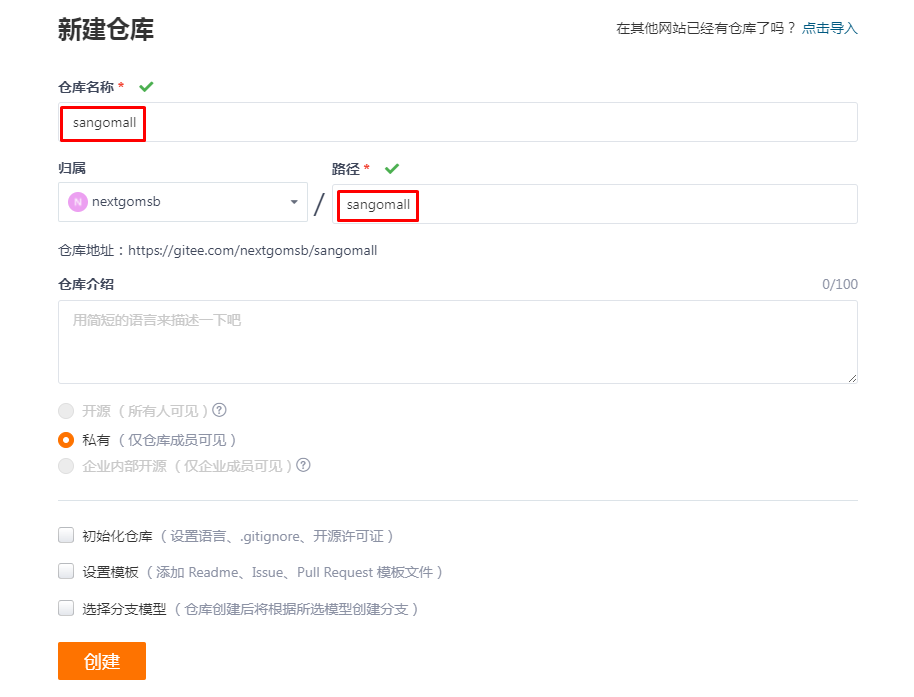 新建仓库
在其他网站已经有仓库了吗？ 点击导入
仓库名称 *
sangomall
归属
路径 *
N nextgomsb / sangomall
仓库地址：https://gitee.com/nextgomsb/sangomall
仓库介绍 0/100
用简短的语言来描述一下吧
开源（所有人可见）?
私有（仅仓库成员可见）
企业内部开源（仅企业成员可见）?
初始化仓库（设置语言、.gitignore、开源许可证）
设置模板（添加 Readme、Issue、Pull Request 模板文件）
选择分支模型（仓库创建后将根据所选模型创建分支）
创建